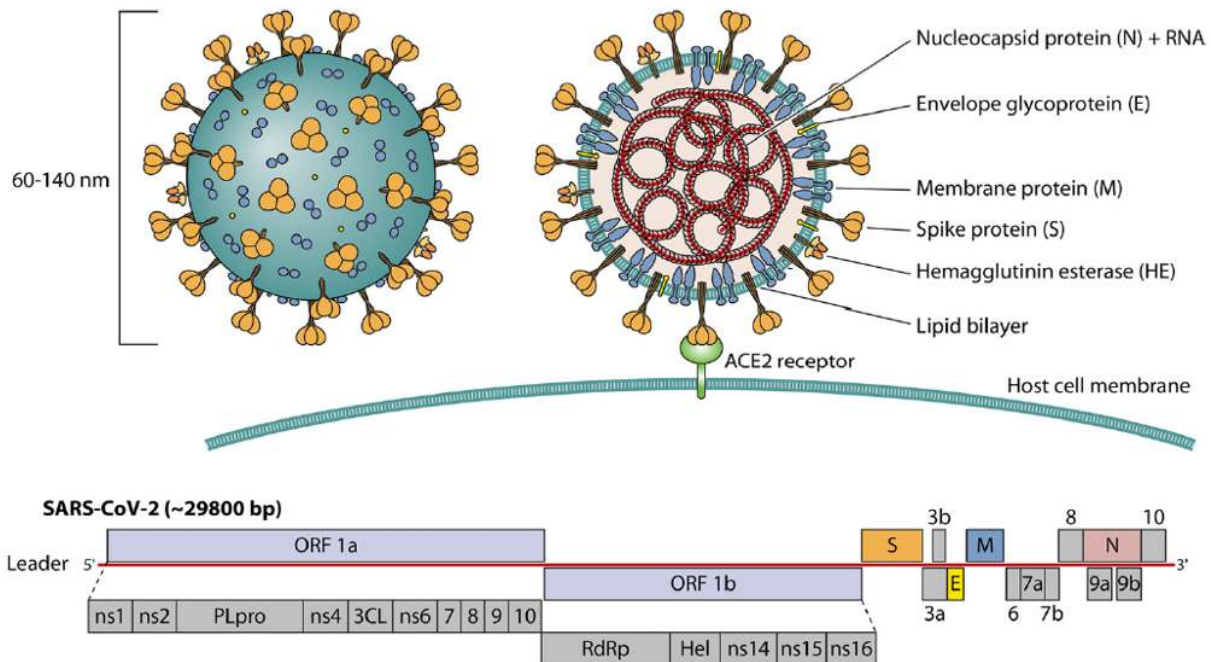 60-140 nm
Nucleocapsid protein (N) + RNA
Envelope glycoprotein (E)
Membrane protein (M)
Spike protein (S)
Hemagglutinin esterase (HE)
Lipid bilayer
ACE2 receptor
Host cell membrane
SARS-CoV-2 (~29800 bp)
3b 8 10
ORF 1a S M N
Leader 5' 3'
ORF 1b E 7a 9a 9b
3a 6 7b
ns1 ns2 PLpro ns4 3CL ns6 7 8 9 10
RdRp Hel ns14 ns15 ns16